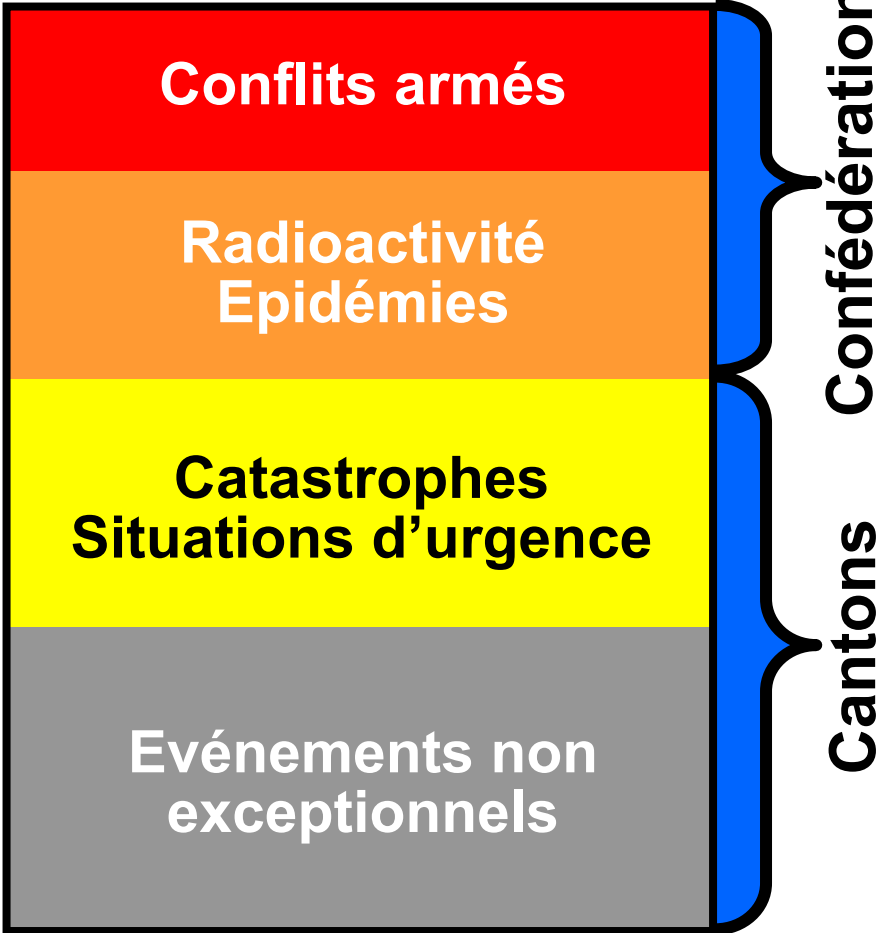 Conflits armés
Radioactivité
Epidémies
Catastrophes
Situations d’urgence
Evénements non
exceptionnels
Confédération
Cantons